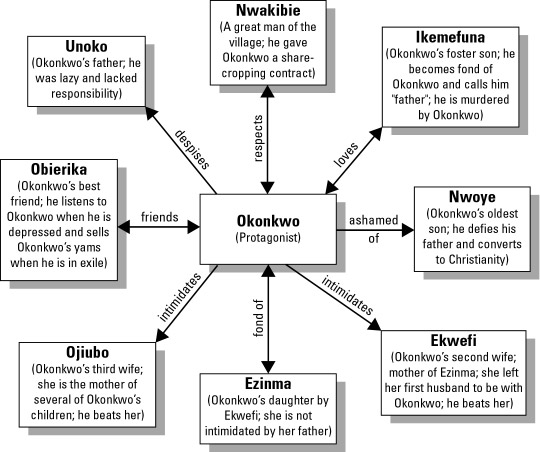 Nwakibie
(A great man of the
village; he gave
Okonkwo a share-
cropping contract)
Unoko
(Okonkwo's father; he
was lazy and lacked
responsibility)
Ikemefuna
(Okonkwo's foster son; he
becomes fond of
Okonkwo and calls him
"father"; he is murdered
by Okonkwo)
despises
respects
loves
Obierika
(Okonkwo's best
friend; he listens to
Okonkwo when he is
depressed and sells
Okonkwo's yams
when he is in exile)
friends
Okonkwo
(Protagonist)
ashamed
of
Nwoye
(Okonkwo's oldest
son; he defies his
father and converts
to Christianity)
intimidates
fond of
intimidates
Ojiubo
(Okonkwo's third wife;
she is the mother of
several of Okonkwo's
children; he beats her)
Ezinma
(Okonkwo's daughter by
Ekwefi; she is not
intimidated by her father)
Ekwefi
(Okonkwo's second wife;
mother of Ezinma; she left
her first husband to be with
Okonkwo; he beats her)